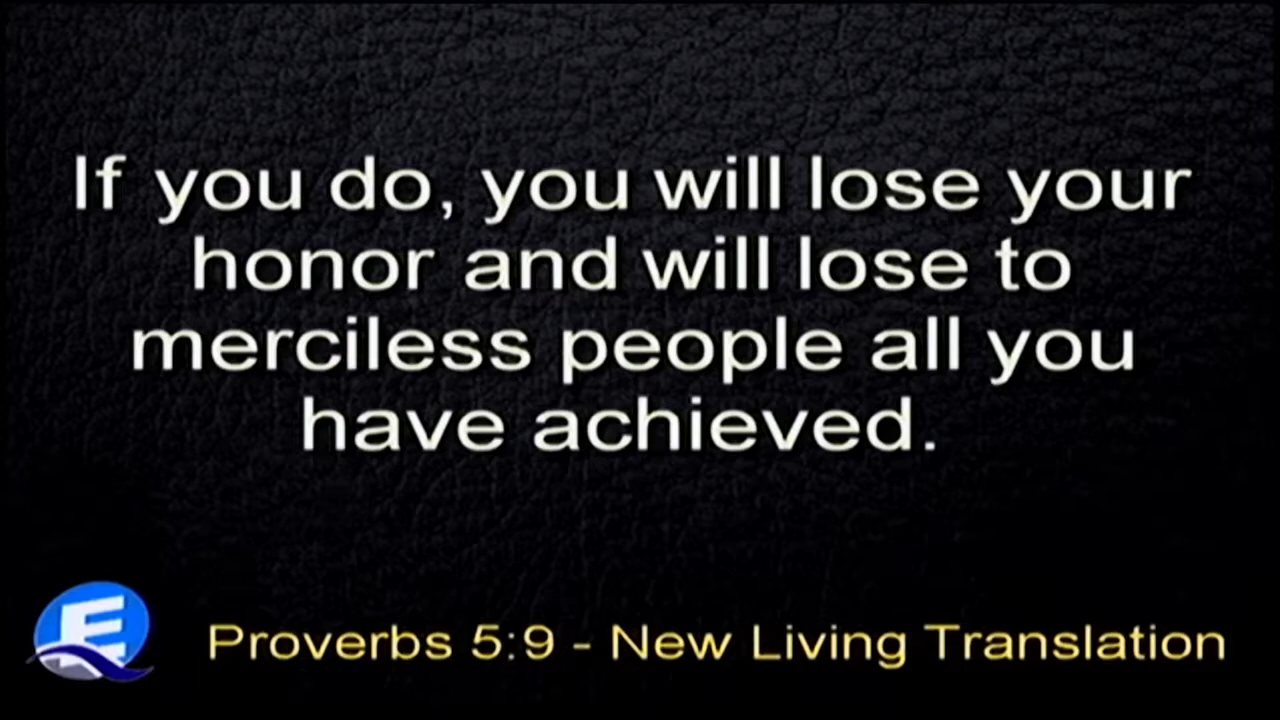 If you do, you will lose your
honor and will lose to
merciless people all you
have achieved.
E
Proverbs 5:9 - New Living Translation